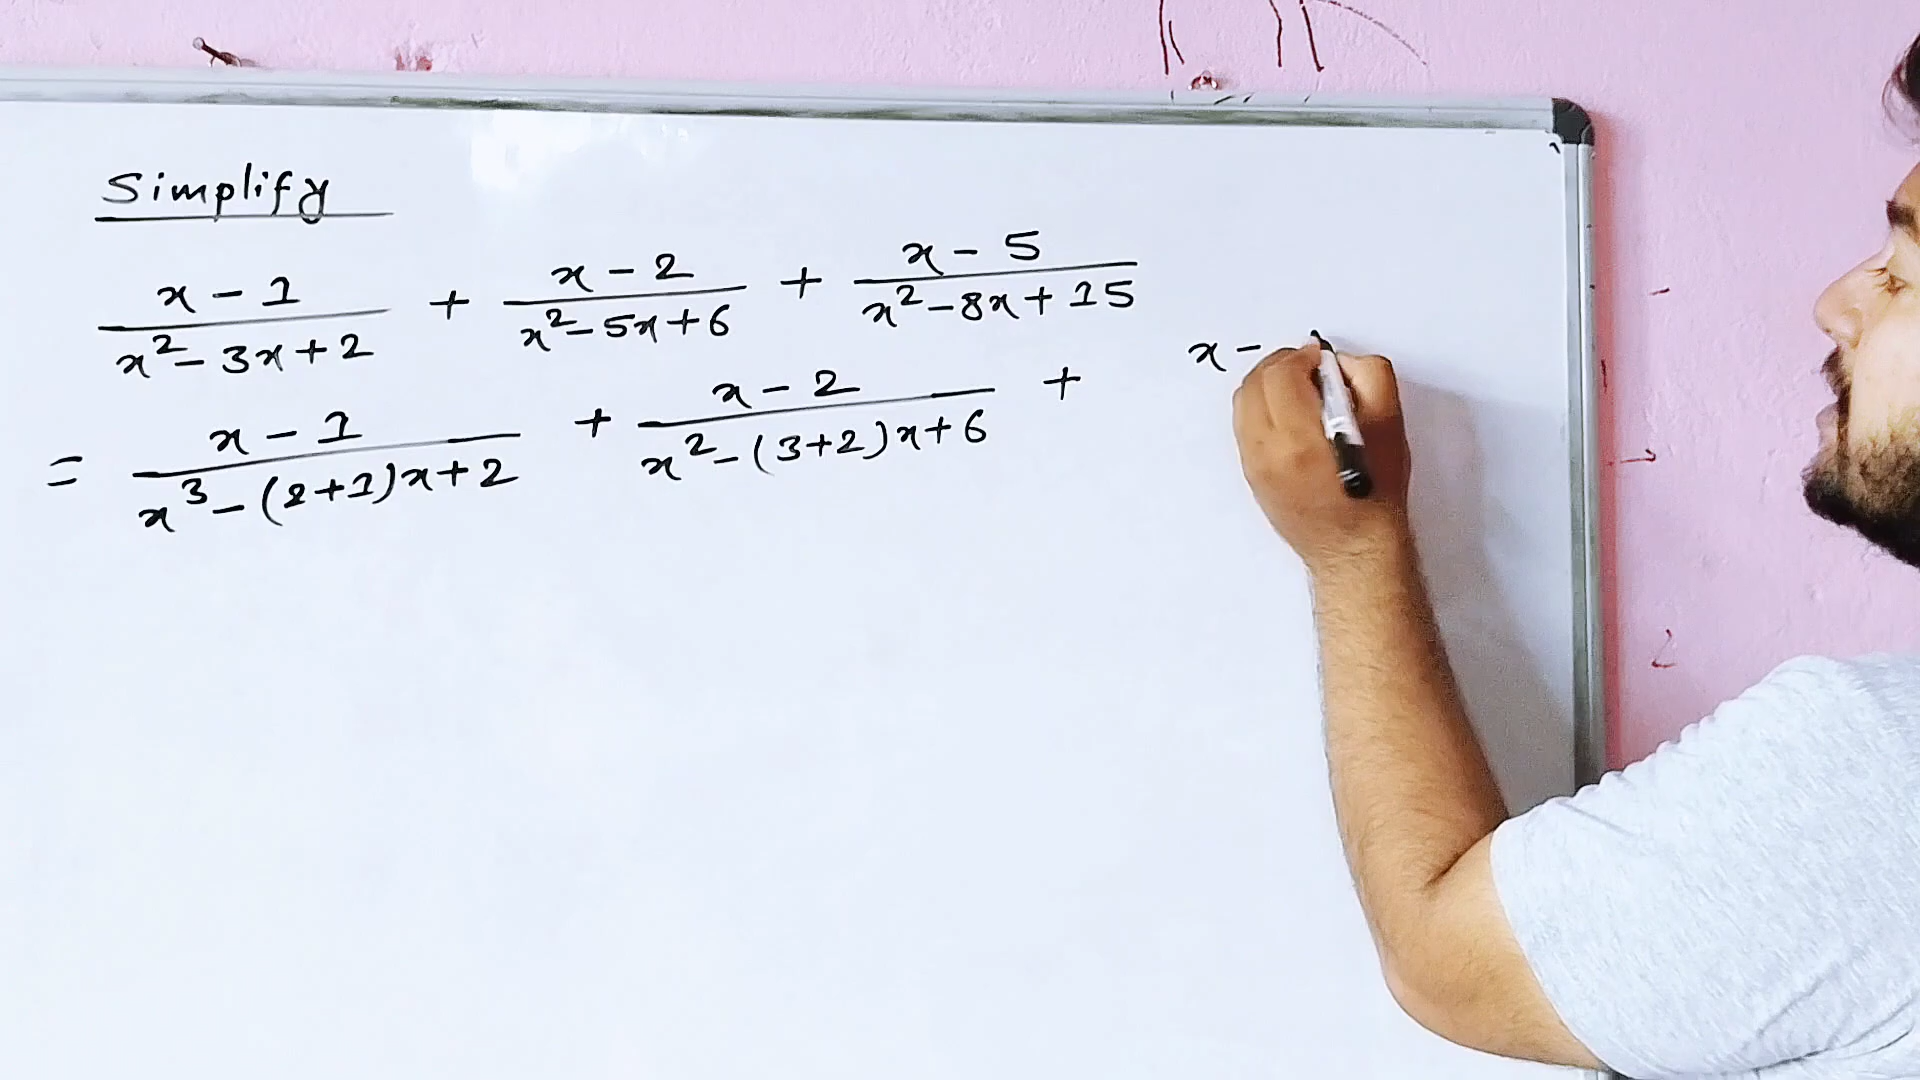 Simplify
x - 1 / x² - 3x + 2 + x - 2 / x² - 5x + 6 + x - 5 / x² - 8x + 15
= x - 1 / x³ - (2+1)x + 2 + x - 2 / x² - (3+2)x + 6 + x -